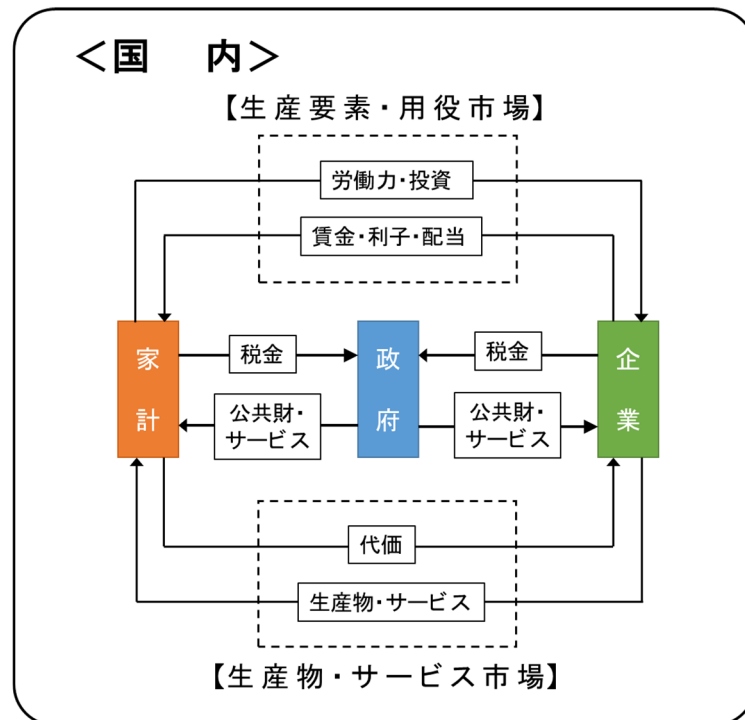 ＜国　内＞
【生産要素・用役市場】
労働力・投資
賃金・利子・配当
家計
税金
政府
税金
企業
公共財・
サービス
公共財・
サービス
代価
生産物・サービス
【生産物・サービス市場】